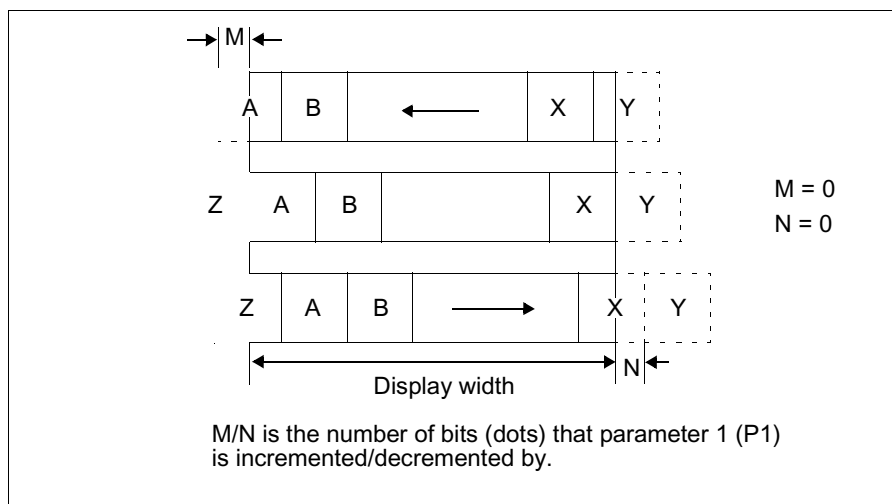 M
A B X Y
Z A B X Y
M = 0
N = 0
Z A B X Y
N
Display width
M/N is the number of bits (dots) that parameter 1 (P1)
is incremented/decremented by.